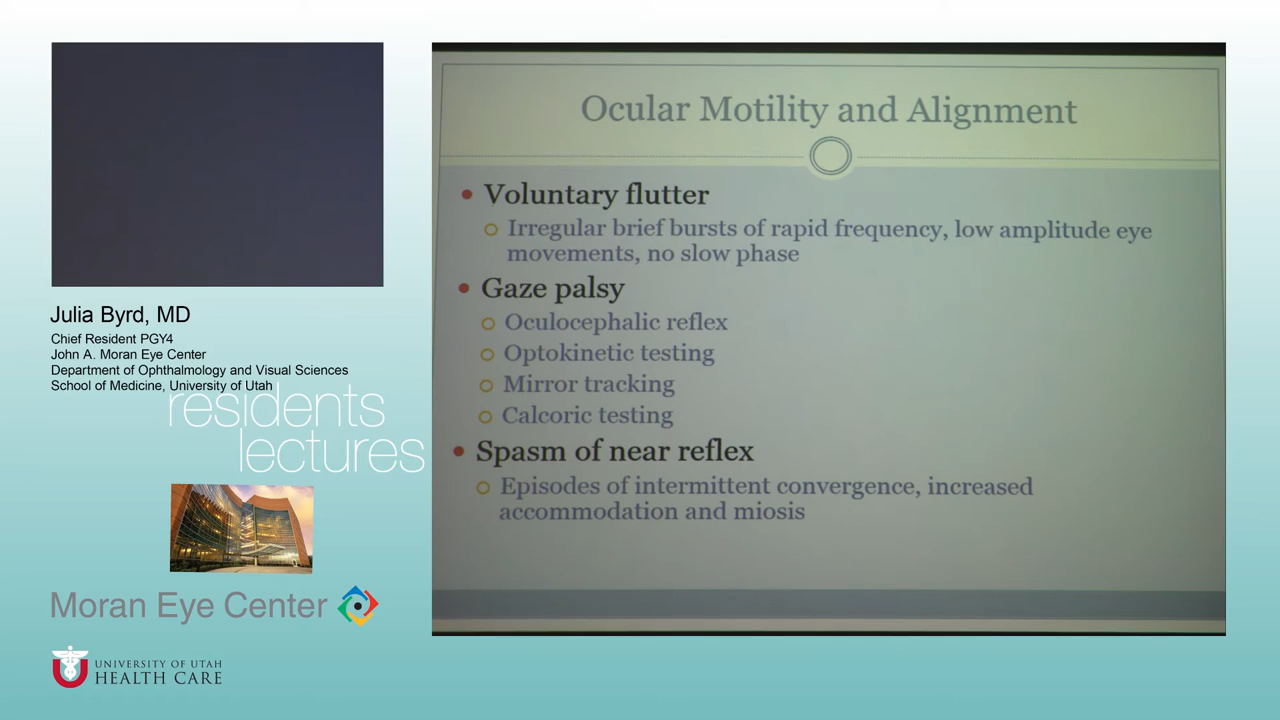 Ocular Motility and Alignment
Voluntary flutter
Irregular brief bursts of rapid frequency, low amplitude eye
movements, no slow phase
Gaze palsy
Oculocephalic reflex
Optokinetic testing
Mirror tracking
Calcoric testing
Spasm of near reflex
Episodes of intermittent convergence, increased
accommodation and miosis
Julia Byrd, MD
Chief Resident PGY4
John A. Moran Eye Center
Department of Ophthalmology and Visual Sciences
School of Medicine, University of Utah
residents
lectures
Moran Eye Center
UNIVERSITY OF UTAH
HEALTH CARE